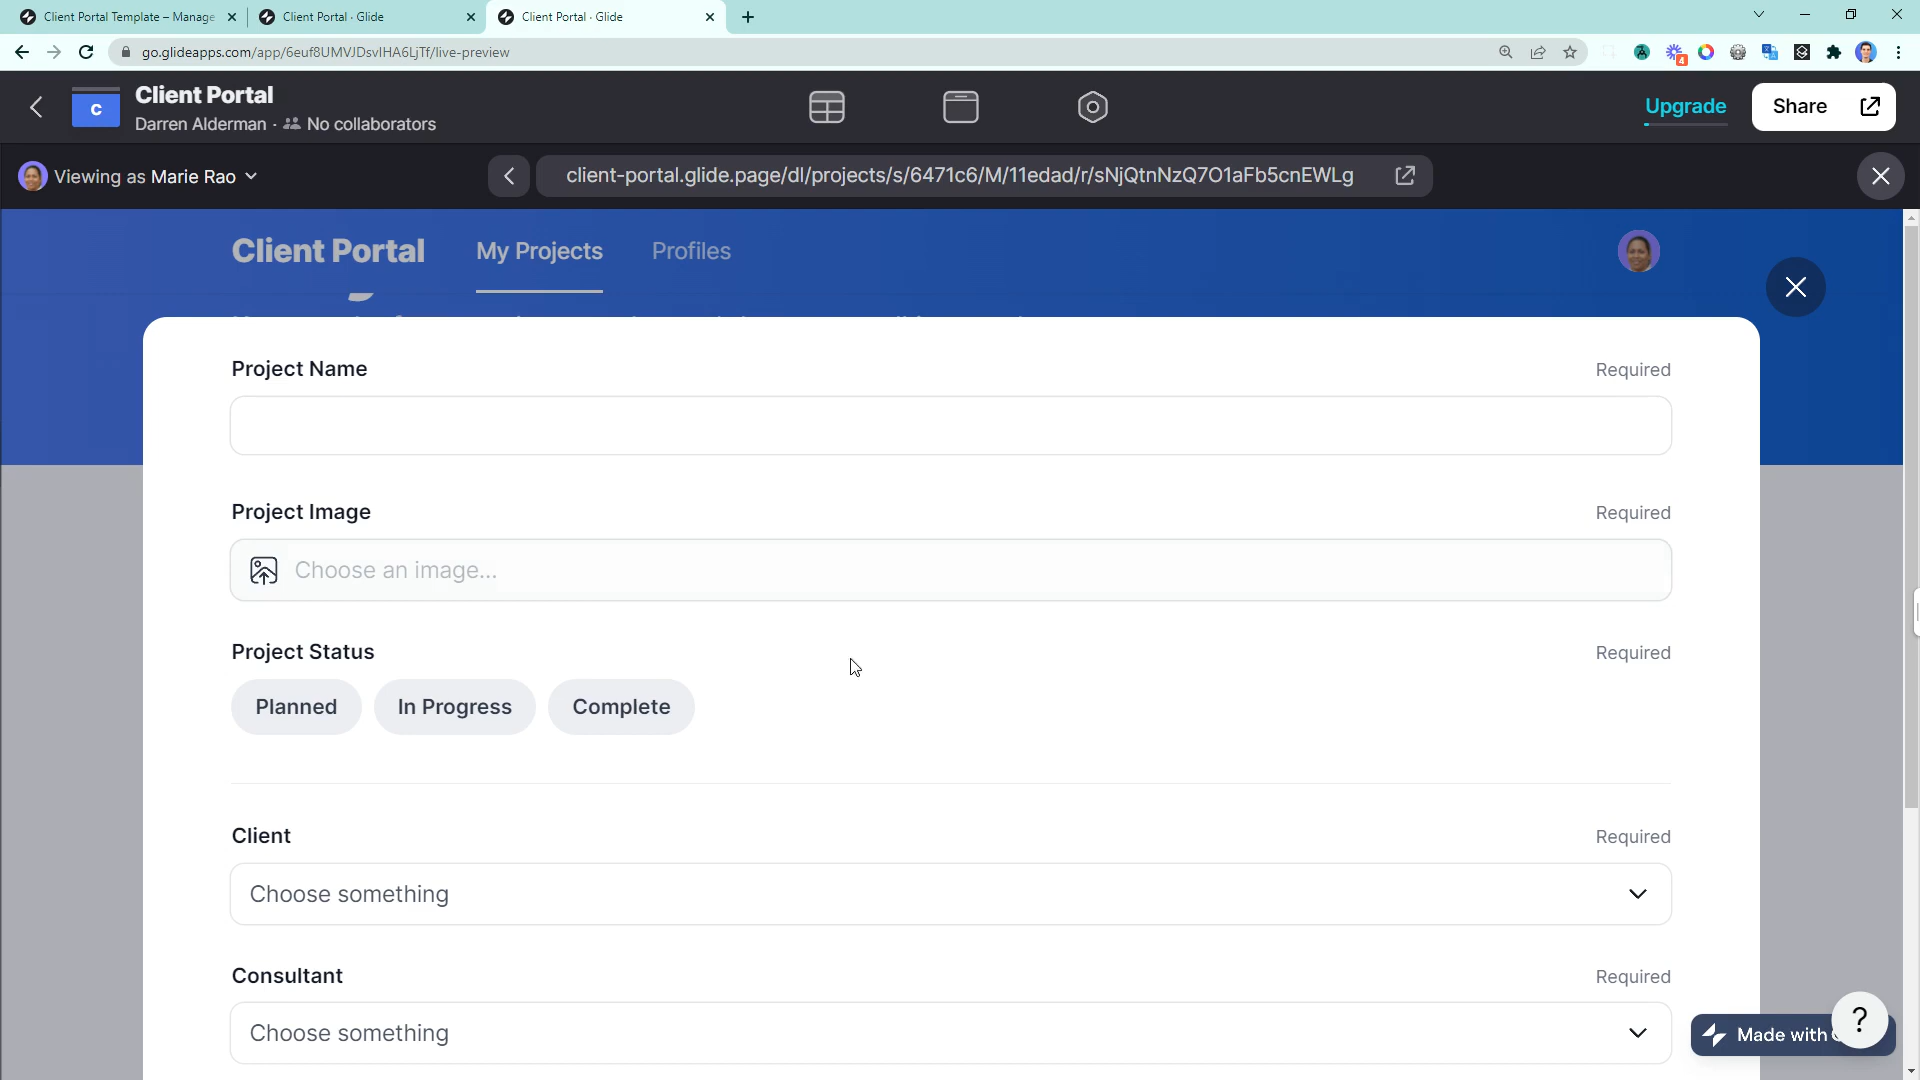 Client Portal Template – Manage
Client Portal · Glide
Client Portal · Glide
go.glideapps.com/app/6euf8UMVJDsvlHA6LjTf/live-preview
4
C
Client Portal
Darren Alderman · No collaborators
Upgrade
Share
Viewing as Marie Rao
client-portal.glide.page/dl/projects/s/6471c6/M/11edad/r/sNjQtnNzQ7O1aFb5cnEWLg
Client Portal
My Projects
Profiles
Project Name
Required
Project Image
Required
Choose an image...
Project Status
Required
Planned
In Progress
Complete
Client
Required
Choose something
Consultant
Required
Choose something
Made with
?